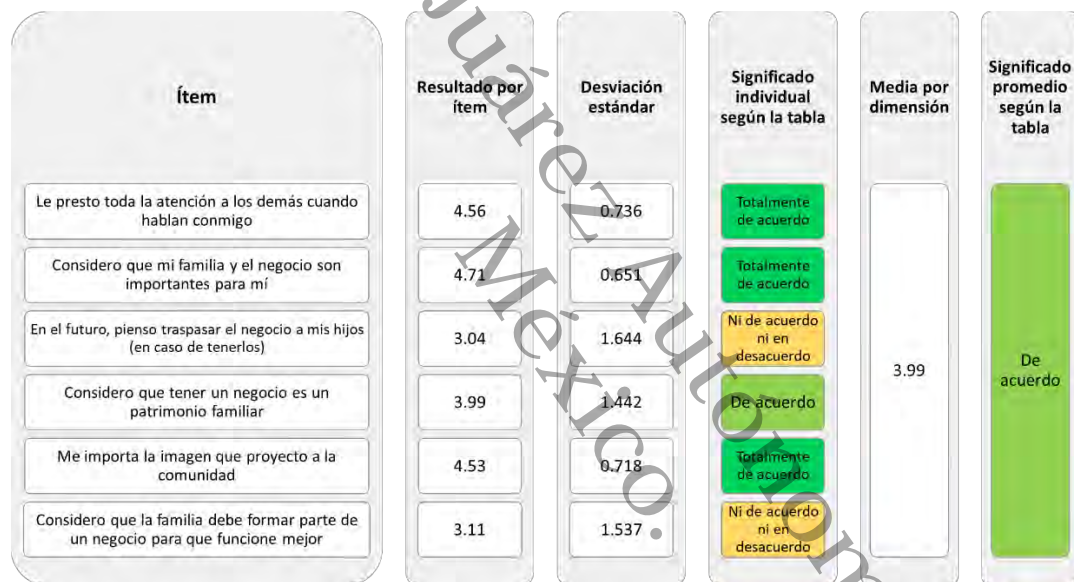 Ítem
Resultado por
ítem
Desviación
estándar
Significado
individual
según la tabla
Media por
dimensión
Significado
promedio
según la
tabla
Le presto toda la atención a los demás cuando
hablan conmigo
4.56
0.736
Totalmente
de acuerdo
Considero que mi familia y el negocio son
importantes para mí
4.71
0.651
Totalmente
de acuerdo
En el futuro, pienso traspasar el negocio a mis hijos
(en caso de tenerlos)
3.04
1.644
Ni de acuerdo
ni en
desacuerdo
Considero que tener un negocio es un
patrimonio familiar
3.99
1.442
De acuerdo
Me importa la imagen que proyecto a la
comunidad
4.53
0.718
Totalmente
de acuerdo
Considero que la familia debe formar parte de
un negocio para que funcione mejor
3.11
1.537
Ni de acuerdo
ni en
desacuerdo
3.99
De
acuerdo
Juárez Autónom
México.